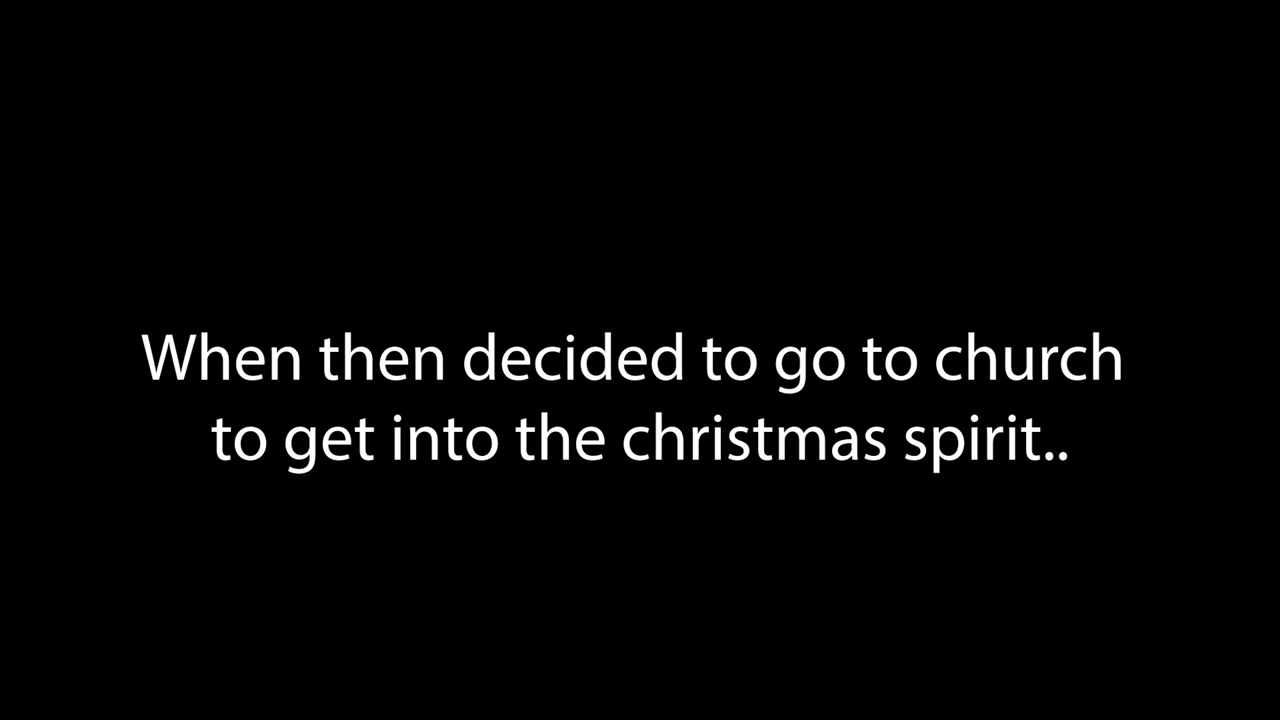 When then decided to go to church
to get into the christmas spirit..